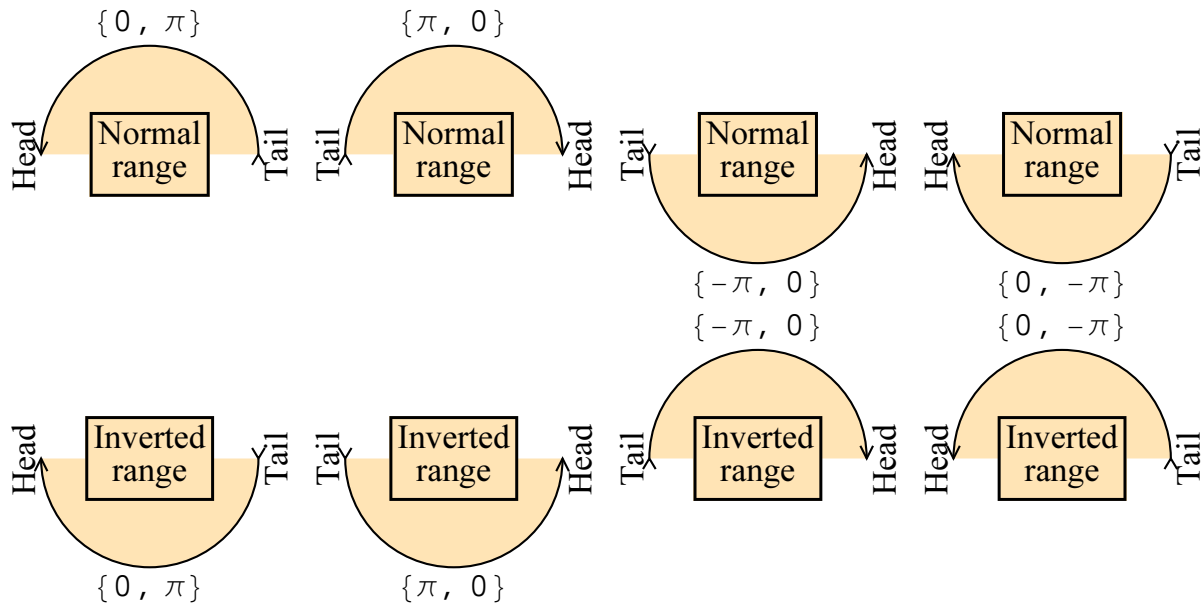 {0, π}
{π, 0}
Head
Normal
range
Tail
Tail
Normal
range
Head
Tail
Normal
range
Head
Head
Normal
range
Tail
{-π, 0}
{0, -π}
{-π, 0}
{0, -π}
Head
Inverted
range
Tail
Tail
Inverted
range
Head
Tail
Inverted
range
Head
Head
Inverted
range
Tail
{0, π}
{π, 0}